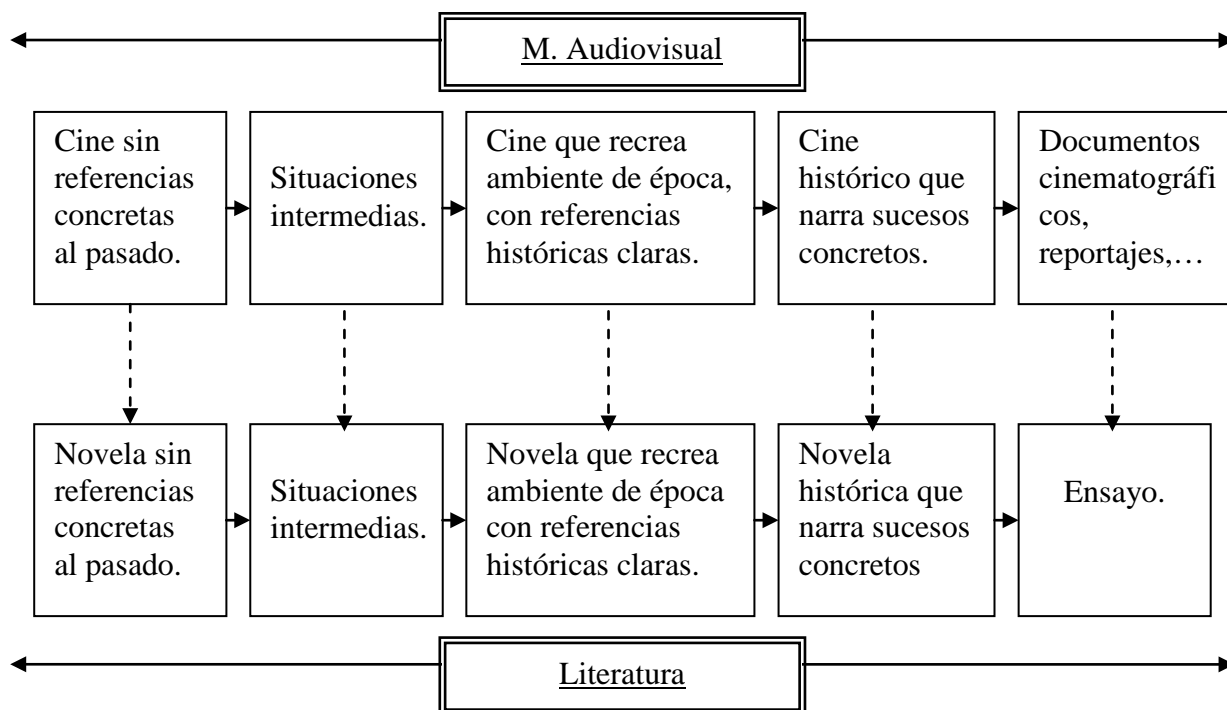 M. Audiovisual
Cine sin
referencias
concretas
al pasado.
Situaciones
intermedias.
Cine que recrea
ambiente de época,
con referencias
históricas claras.
Cine
histórico que
narra sucesos
concretos.
Documentos
cinematográfi
cos,
reportajes,…
Novela sin
referencias
concretas
al pasado.
Situaciones
intermedias.
Novela que recrea
ambiente de época
con referencias
históricas claras.
Novela
histórica que
narra sucesos
concretos
Ensayo.
Literatura